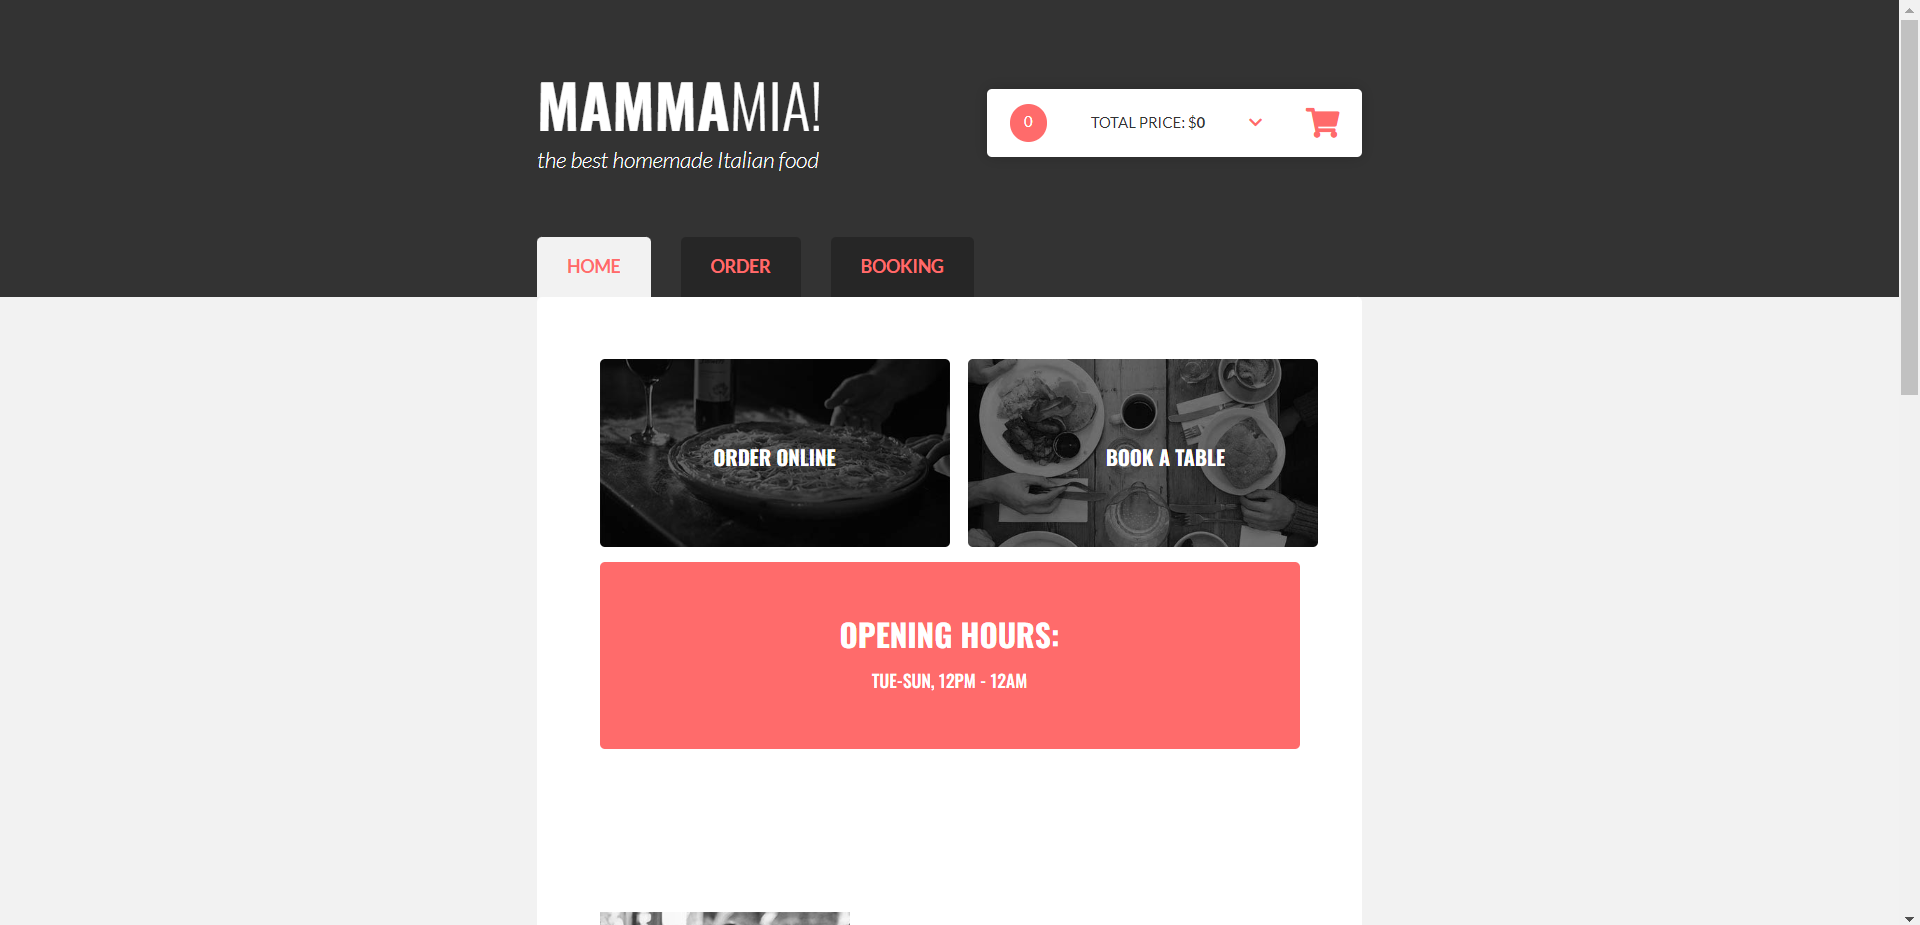 MAMMAMIA!
the best homemade Italian food
0
TOTAL PRICE: $0
HOME
ORDER
BOOKING
ORDER ONLINE
BOOK A TABLE
OPENING HOURS:
TUE-SUN, 12PM - 12AM